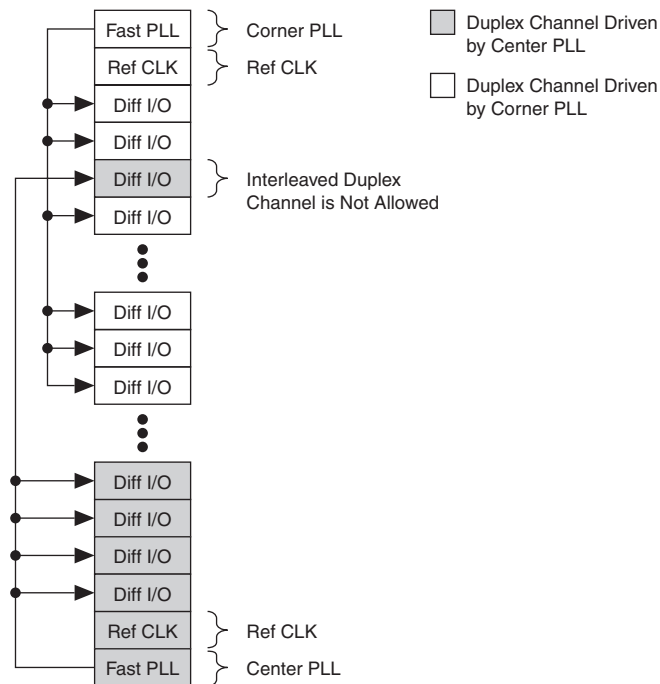 Fast PLL
Corner PLL
Duplex Channel Driven
by Center PLL
Ref CLK
Ref CLK
Duplex Channel Driven
by Corner PLL
Diff I/O
Diff I/O
Diff I/O
Interleaved Duplex
Channel is Not Allowed
Diff I/O
Diff I/O
Diff I/O
Diff I/O
Diff I/O
Diff I/O
Diff I/O
Diff I/O
Ref CLK
Ref CLK
Fast PLL
Center PLL